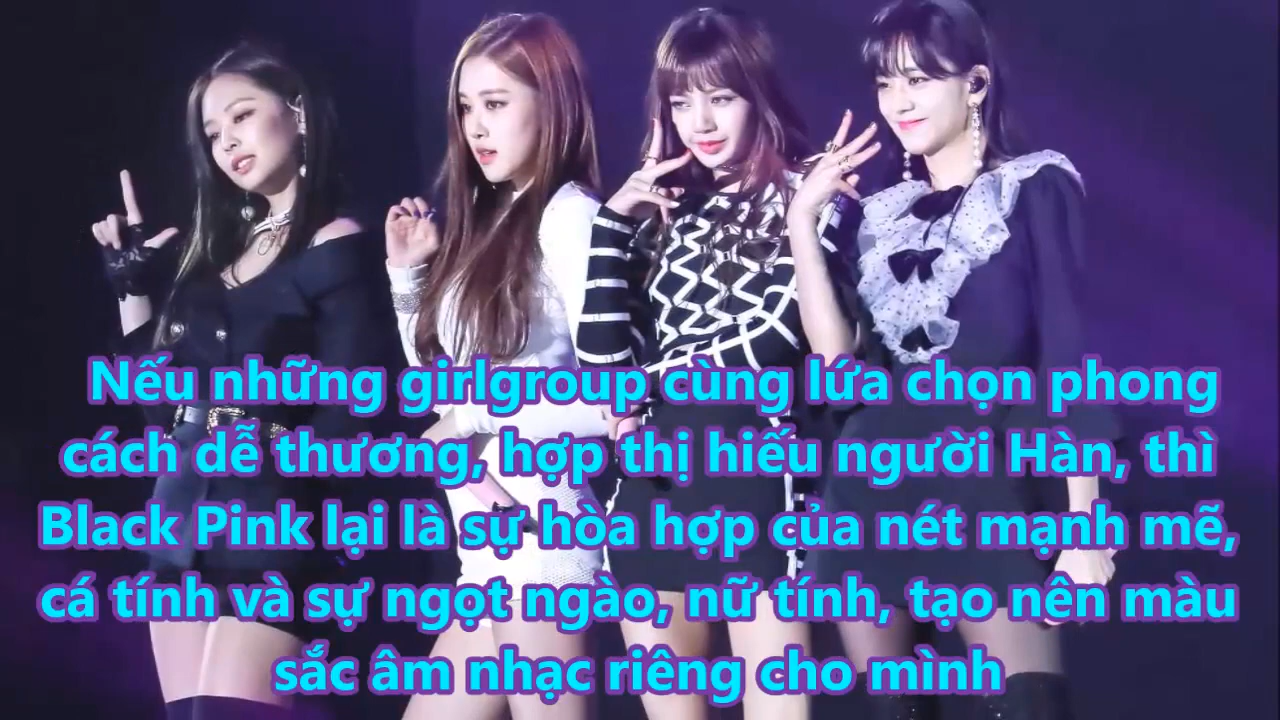 Nếu những girlgroup cùng lứa chọn phong
cách dễ thương, hợp thị hiếu người Hàn, thì
Black Pink lại là sự hòa hợp của nét mạnh mẽ,
cá tính và sự ngọt ngào, nữ tính, tạo nên màu
sắc âm nhạc riêng cho mình